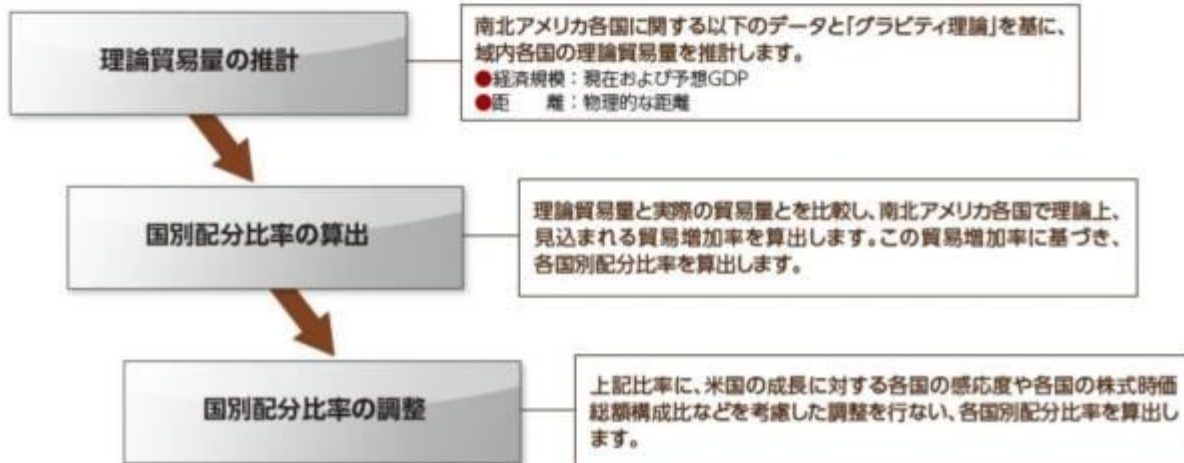 理論貿易量の推計
南北アメリカ各国に関する以下のデータと「グラビティ理論」を基に、
域内各国の理論貿易量を推計します。
●経済規模：現在および予想GDP
●距　離：物理的な距離
国別配分比率の算出
理論貿易量と実際の貿易量とを比較し、南北アメリカ各国で理論上、
見込まれる貿易増加率を算出します。この貿易増加率に基づき、
各国別配分比率を算出します。
国別配分比率の調整
上記比率に、米国の成長に対する各国の感応度や各国の株式時価
総額構成比などを考慮した調整を行ない、各国別配分比率を算出し
ます。